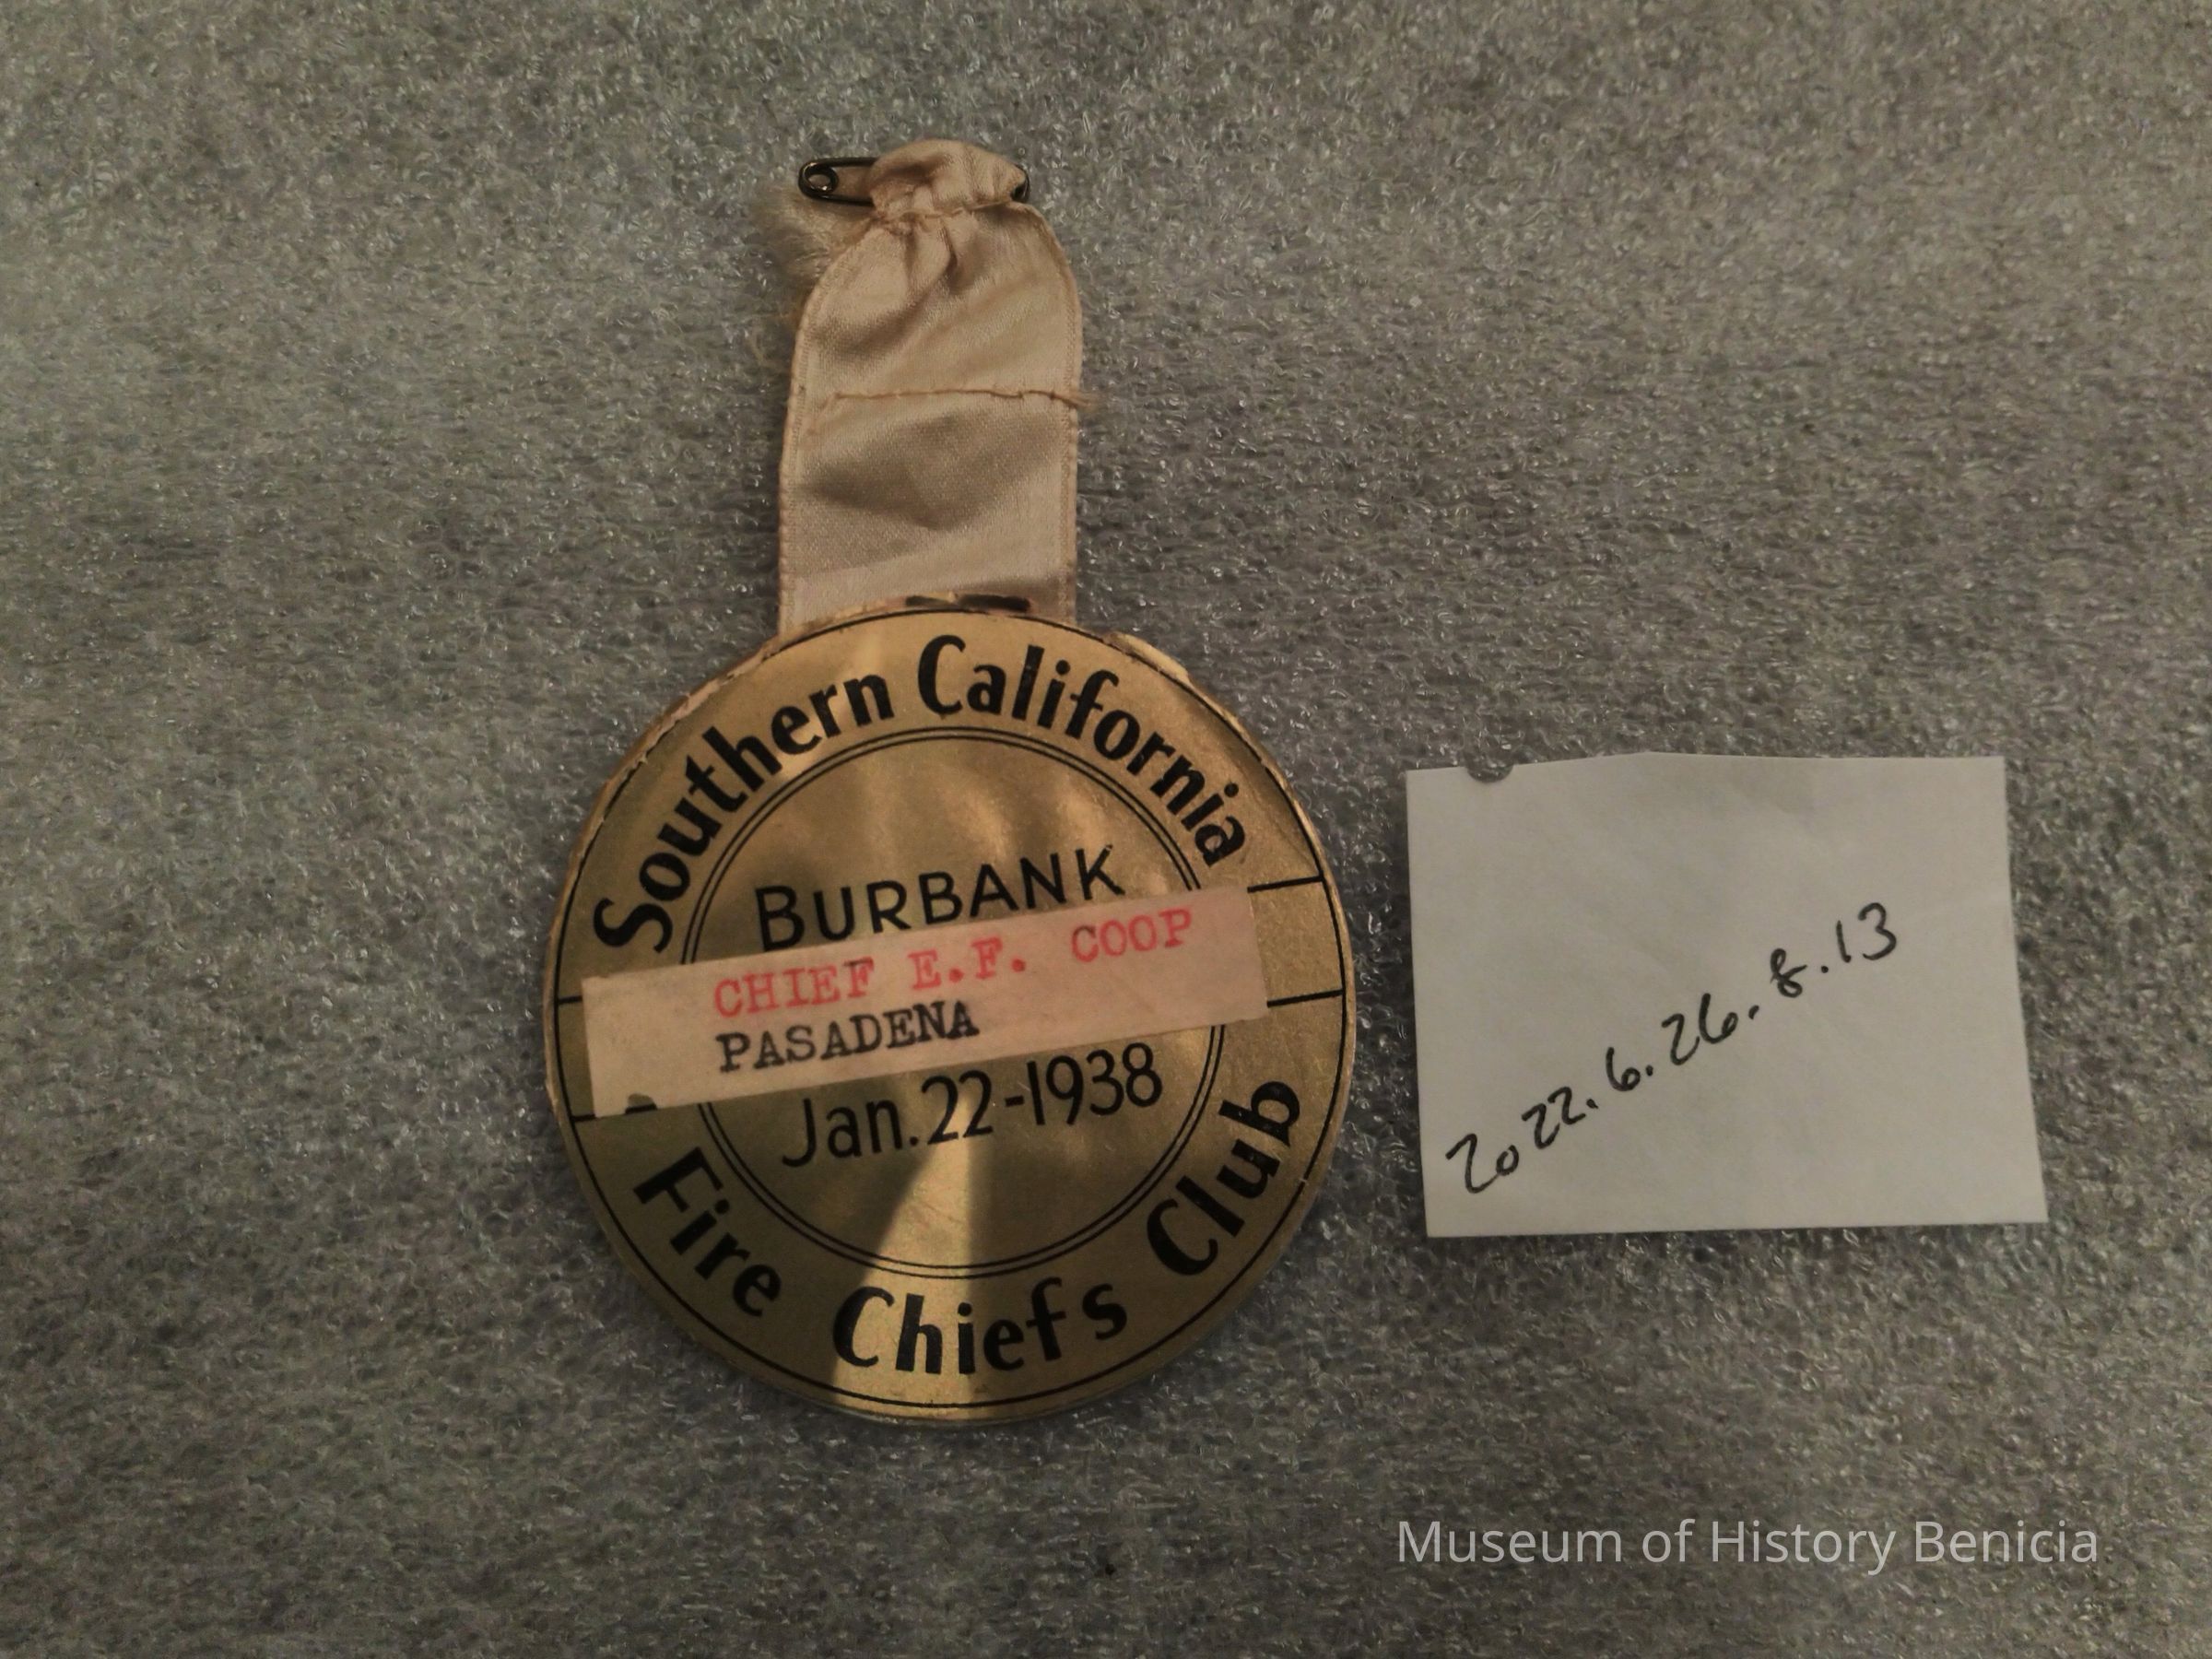 Southern California
BURBANK
CHIEF E.F. COOP
PASADENA
Jan. 22-1938
Fire Chiefs Club
2022.6.26.8.13
Museum of History Benicia